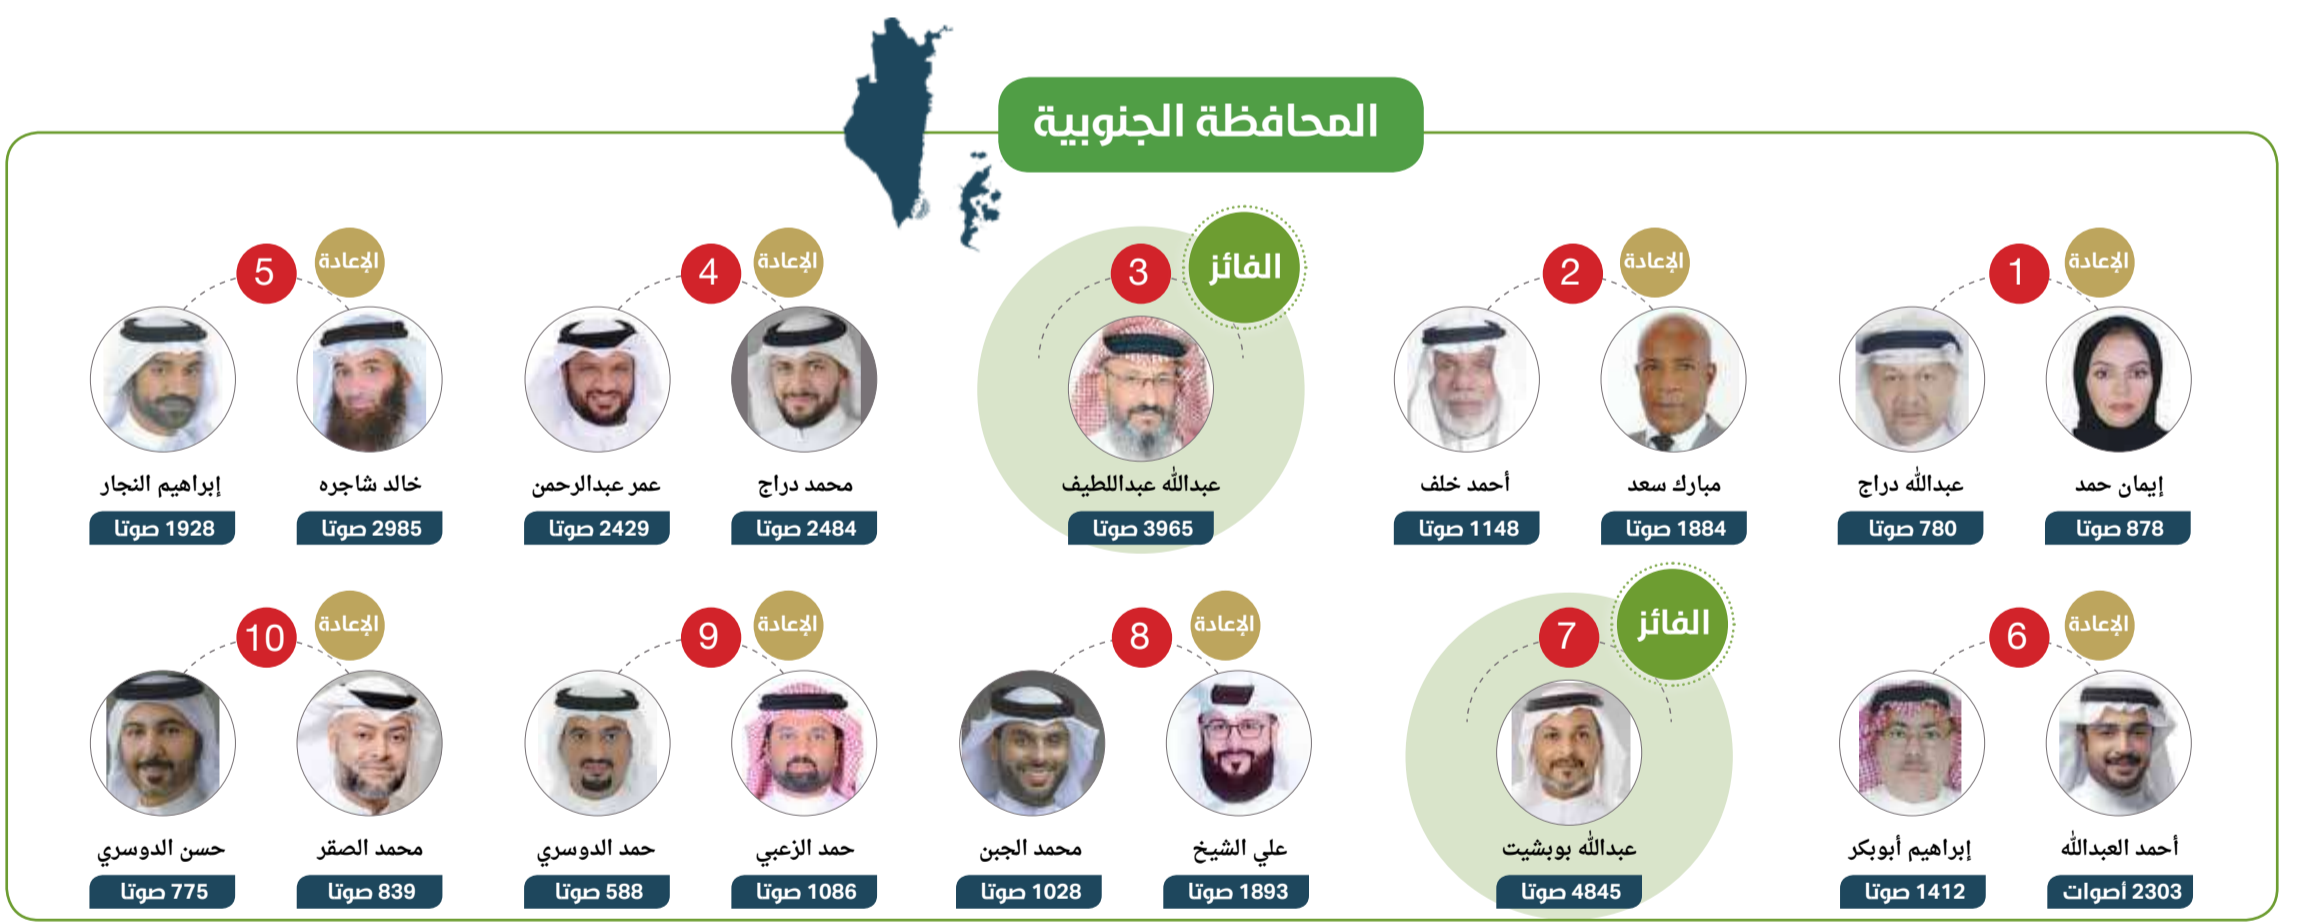 المحافظة الجنوبية
1
الإعادة
إيمان حمد
878 صوتا
عبدالله دراج
780 صوتا
2
الإعادة
مبارك سعد
1884 صوتا
أحمد خلف
1148 صوتا
3
الفائز
عبدالله عبداللطيف
3965 صوتا
4
الإعادة
محمد دراج
2484 صوتا
عمر عبدالرحمن
2429 صوتا
5
الإعادة
خالد شاجره
2985 صوتا
إبراهيم النجار
1928 صوتا
6
الإعادة
أحمد العبدالله
2303 أصوات
إبراهيم أبوبكر
1412 صوتا
7
الفائز
عبدالله بوبشيت
4845 صوتا
8
الإعادة
علي الشيخ
1893 صوتا
محمد الجبن
1028 صوتا
9
الإعادة
حمد الزعبي
1086 صوتا
حمد الدوسري
588 صوتا
10
الإعادة
محمد الصقر
839 صوتا
حسن الدوسري
775 صوتا